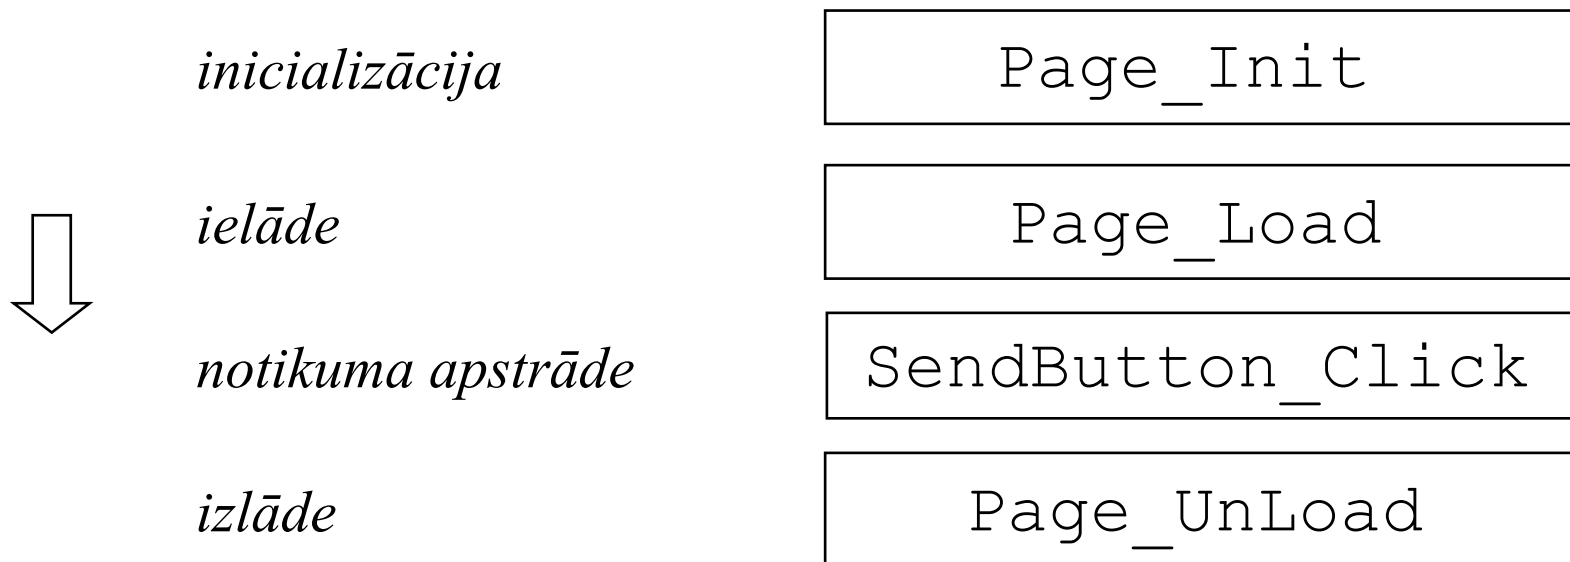 inicializācija
Page_Init
ielāde
Page_Load
notikuma apstrāde
SendButton_Click
izlāde
Page_UnLoad